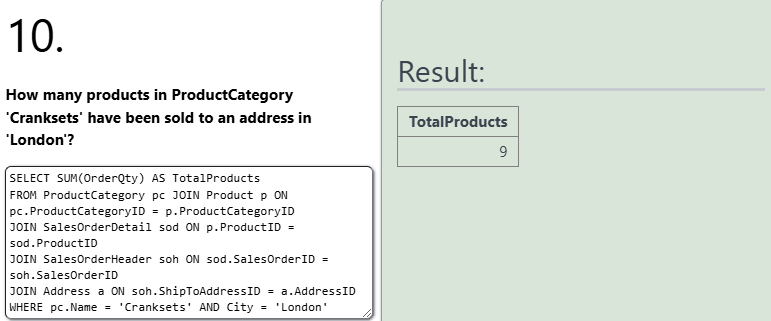 10.
How many products in ProductCategory
'Cranksets' have been sold to an address in
'London'?
SELECT SUM(OrderQty) AS TotalProducts
FROM ProductCategory pc JOIN Product p ON
pc.ProductCategoryID = p.ProductCategoryID
JOIN SalesOrderDetail sod ON p.ProductID =
sod.ProductID
JOIN SalesOrderHeader soh ON sod.SalesOrderID =
soh.SalesOrderID
JOIN Address a ON soh.ShipToAddressID = a.AddressID
WHERE pc.Name = 'Cranksets' AND City = 'London'
Result:
TotalProducts
9